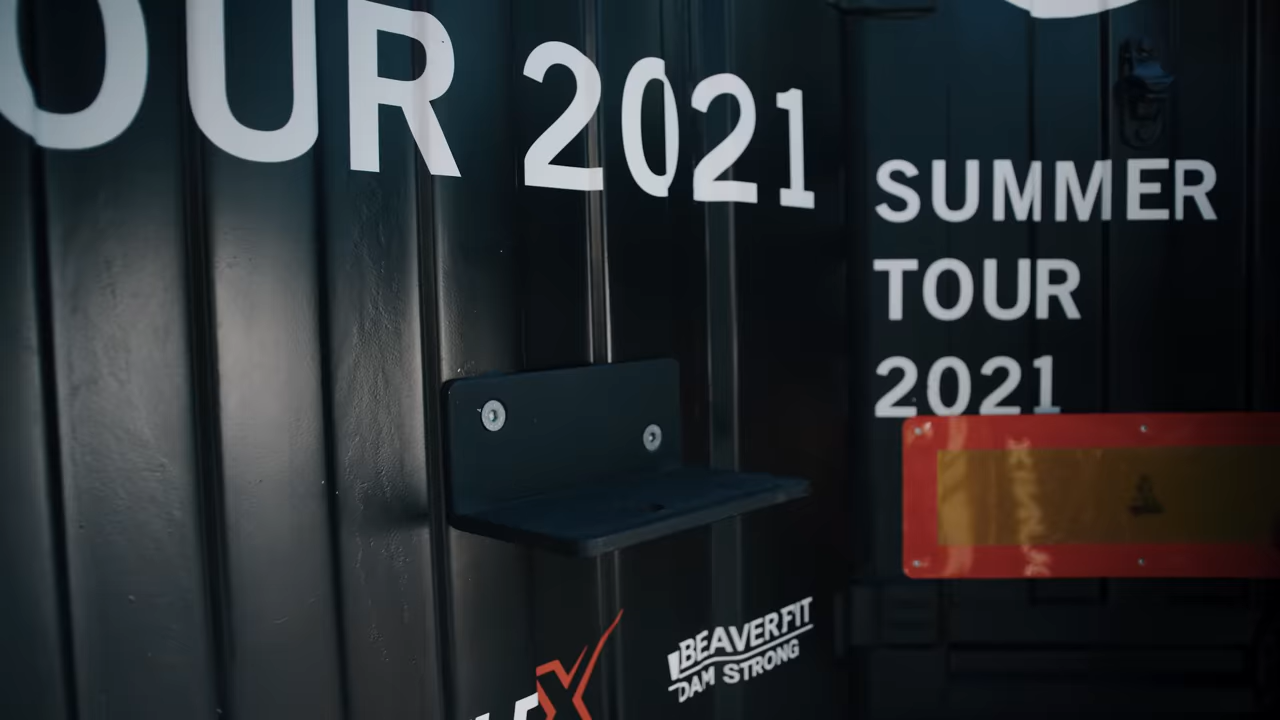 OUR 2021
SUMMER
TOUR
2021
BEAVERFIT
DAM STRONG